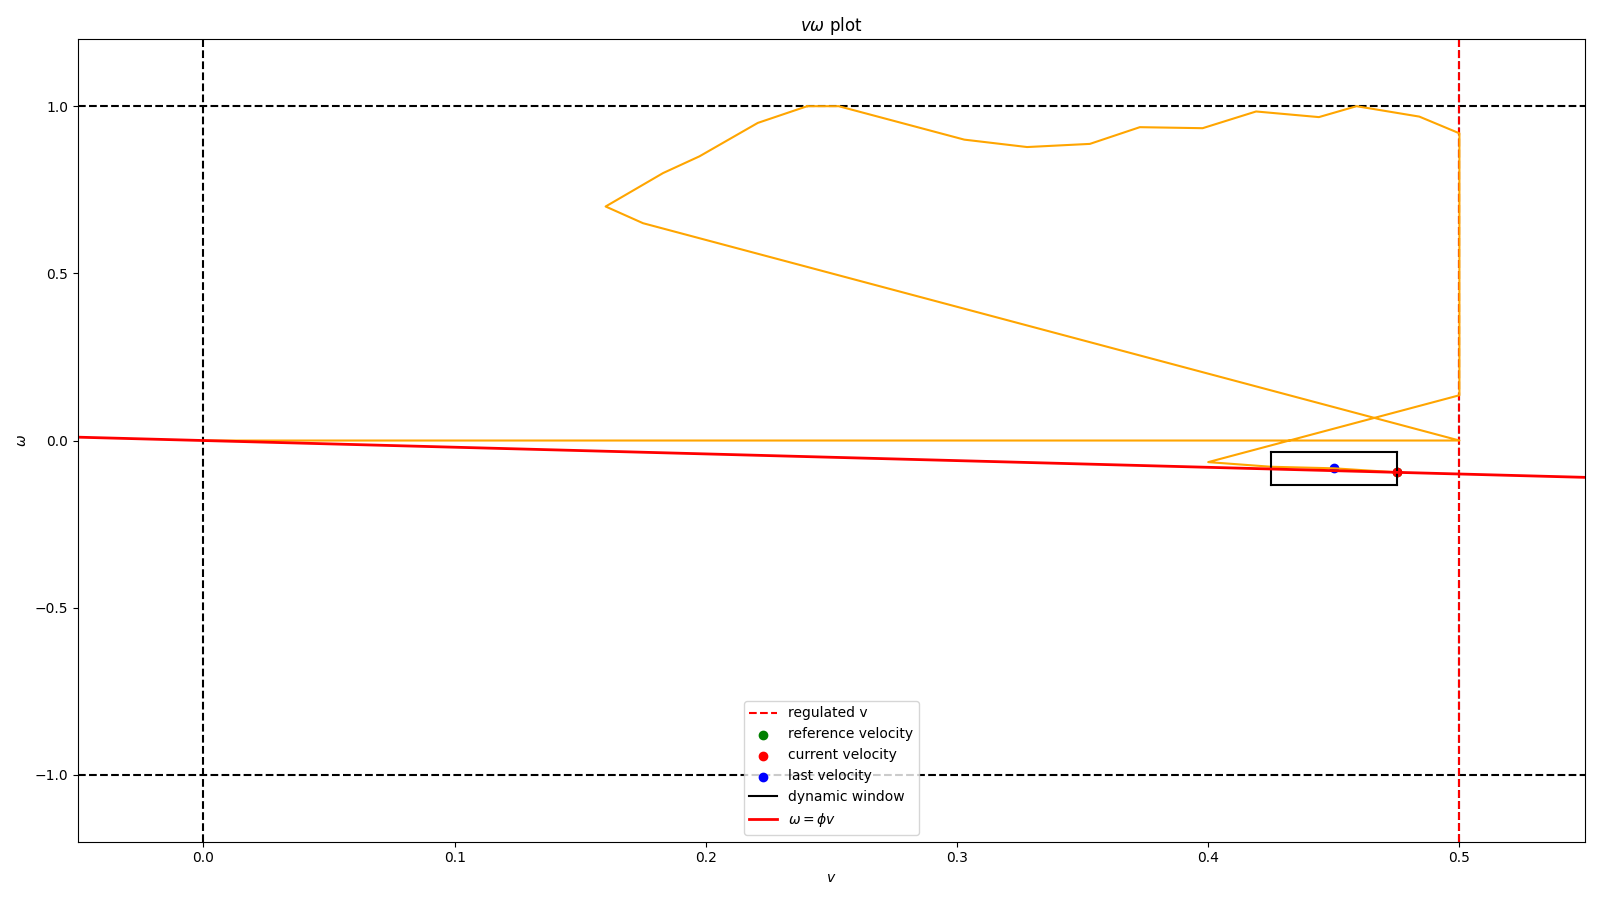 vω plot
1.0
0.5
0.0
−0.5
−1.0
ω
0.0 0.1 0.2 0.3 0.4 0.5
v
regulated v
reference velocity
current velocity
last velocity
dynamic window
ω = ϕv